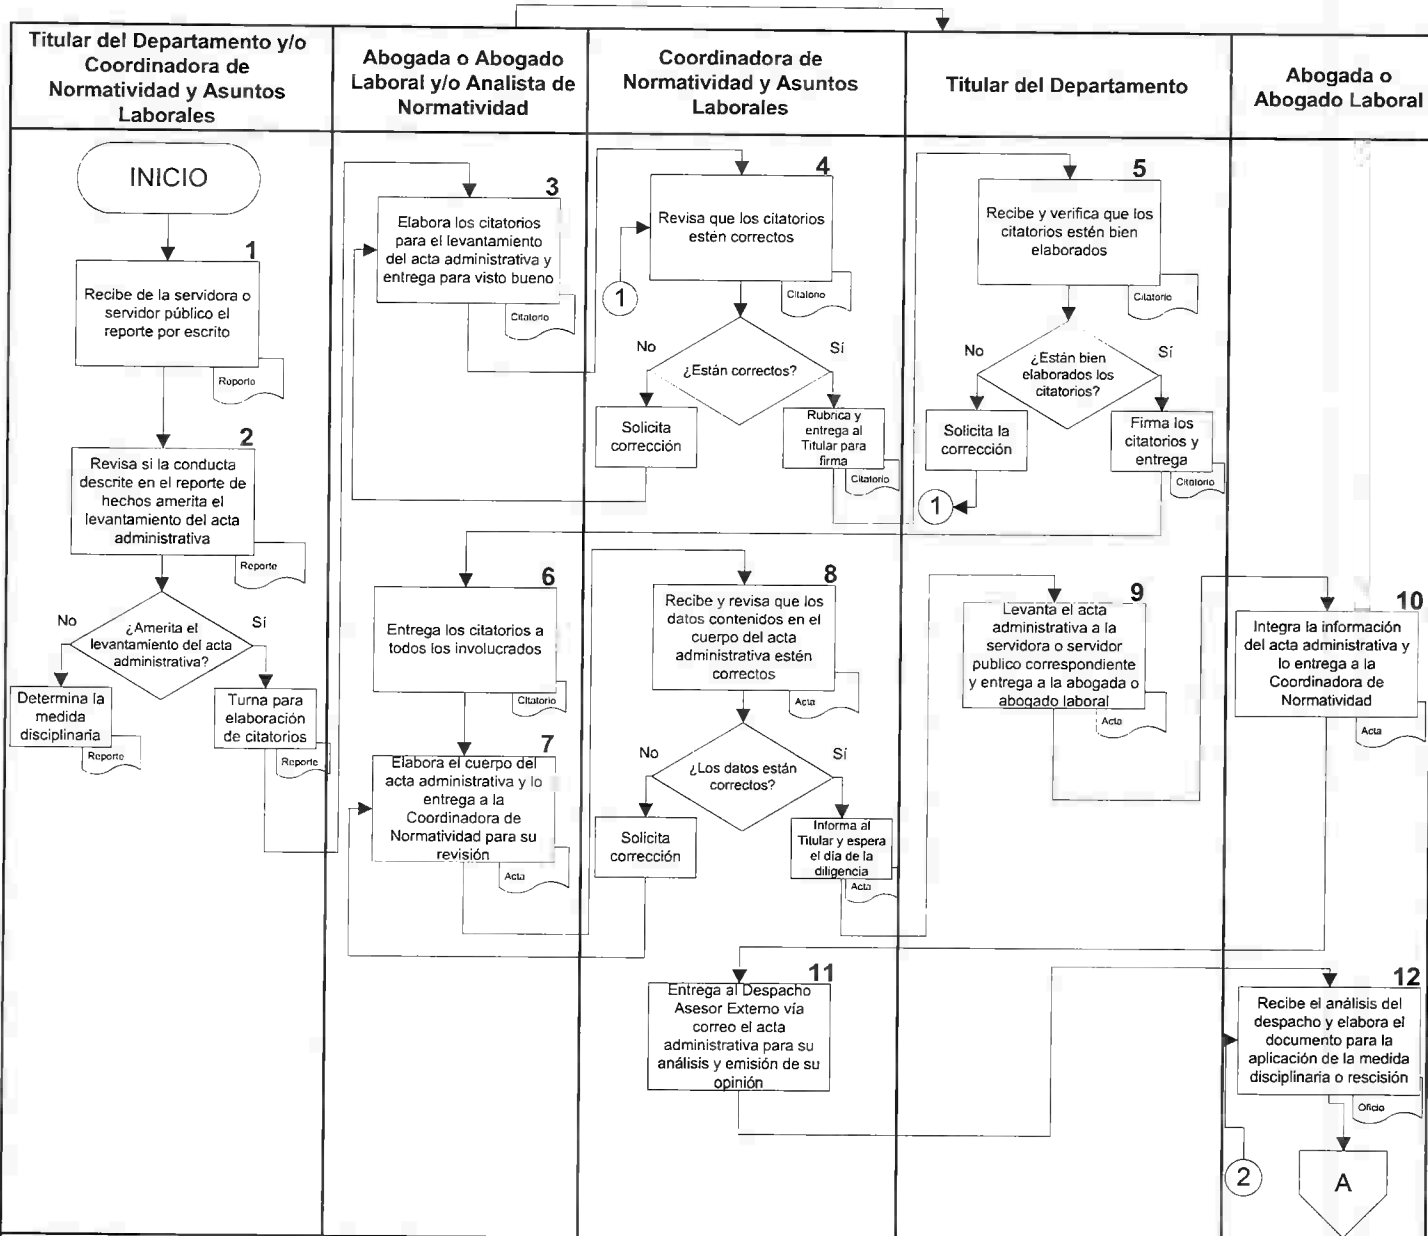 Titular del Departamento y/o
Coordinadora de
Normatividad y Asuntos
Laborales
Abogada o Abogado
Laboral y/o Analista de
Normatividad
Coordinadora de
Normatividad y Asuntos
Laborales
Titular del Departamento
Abogada o
Abogado Laboral
INICIO
1
Recibe de la servidora o
servidor público el
reporte por escrito
Reporte
2
Revisa si la conducta
descrite en el reporte de
hechos amerita el
levantamiento del acta
administrativa
Reporte
No
Sí
¿Amerita el
levantamiento del acta
administrativa?
Determina la
medida
disciplinaria
Reporte
Turna para
elaboración
de citatorios
Reporte
3
Elabora los citatorios
para el levantamiento
del acta administrativa y
entrega para visto bueno
Citatorio
4
Revisa que los citatorios
estén correctos
Citatorio
1
No
Sí
¿Están correctos?
Solicita
corrección
Rubrica y
entrega al
Titular para
firma
Citatorio
5
Recibe y verifica que los
citatorios estén bien
elaborados
Citatorio
No
Sí
¿Están bien
elaborados los
citatorios?
Solicita la
corrección
1
Firma los
citatorios y
entrega
Citatorio
6
Entrega los citatorios a
todos los involucrados
Citatorio
7
Elabora el cuerpo del
acta administrativa y lo
entrega a la
Coordinadora de
Normatividad para su
revisión
Acta
8
Recibe y revisa que los
datos contenidos en el
cuerpo del acta
administrativa estén
correctos
Acta
No
Sí
¿Los datos están
correctos?
Solicita
corrección
Informa al
Titular y espera
el día de la
diligencia
Acta
9
Levanta el acta
administrativa a la
servidora o servidor
publico correspondiente
y entrega a la abogada o
abogado laboral
Acta
10
Integra la información
del acta administrativa y
lo entrega a la
Coordinadora de
Normatividad
Acta
11
Entrega al Despacho
Asesor Externo vía
correo el acta
administrativa para su
análisis y emisión de su
opinión
12
Recibe el análisis del
despacho y elabora el
documento para la
aplicación de la medida
disciplinaria o rescisión
Oficio
2
A